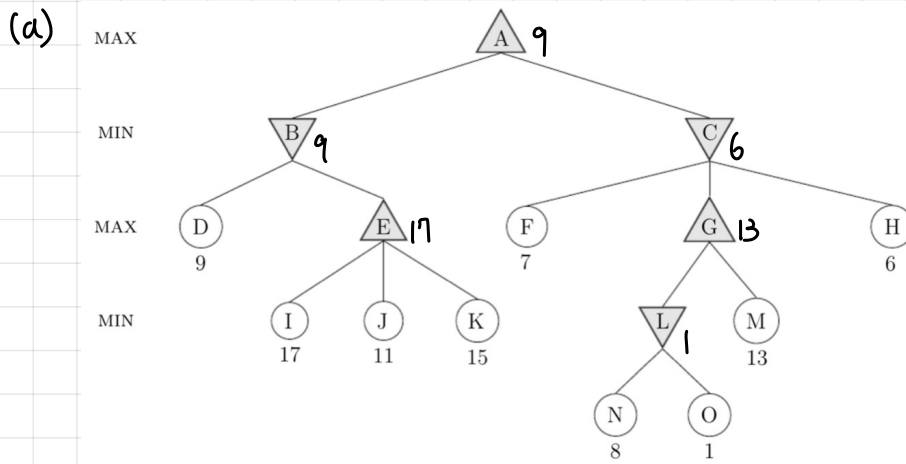 (a)
MAX A 9
MIN B 9 C 6
MAX D E 17 F G 13 H
9 7 6
MIN I J K L 1 M
17 11 15 13
N O
8 1